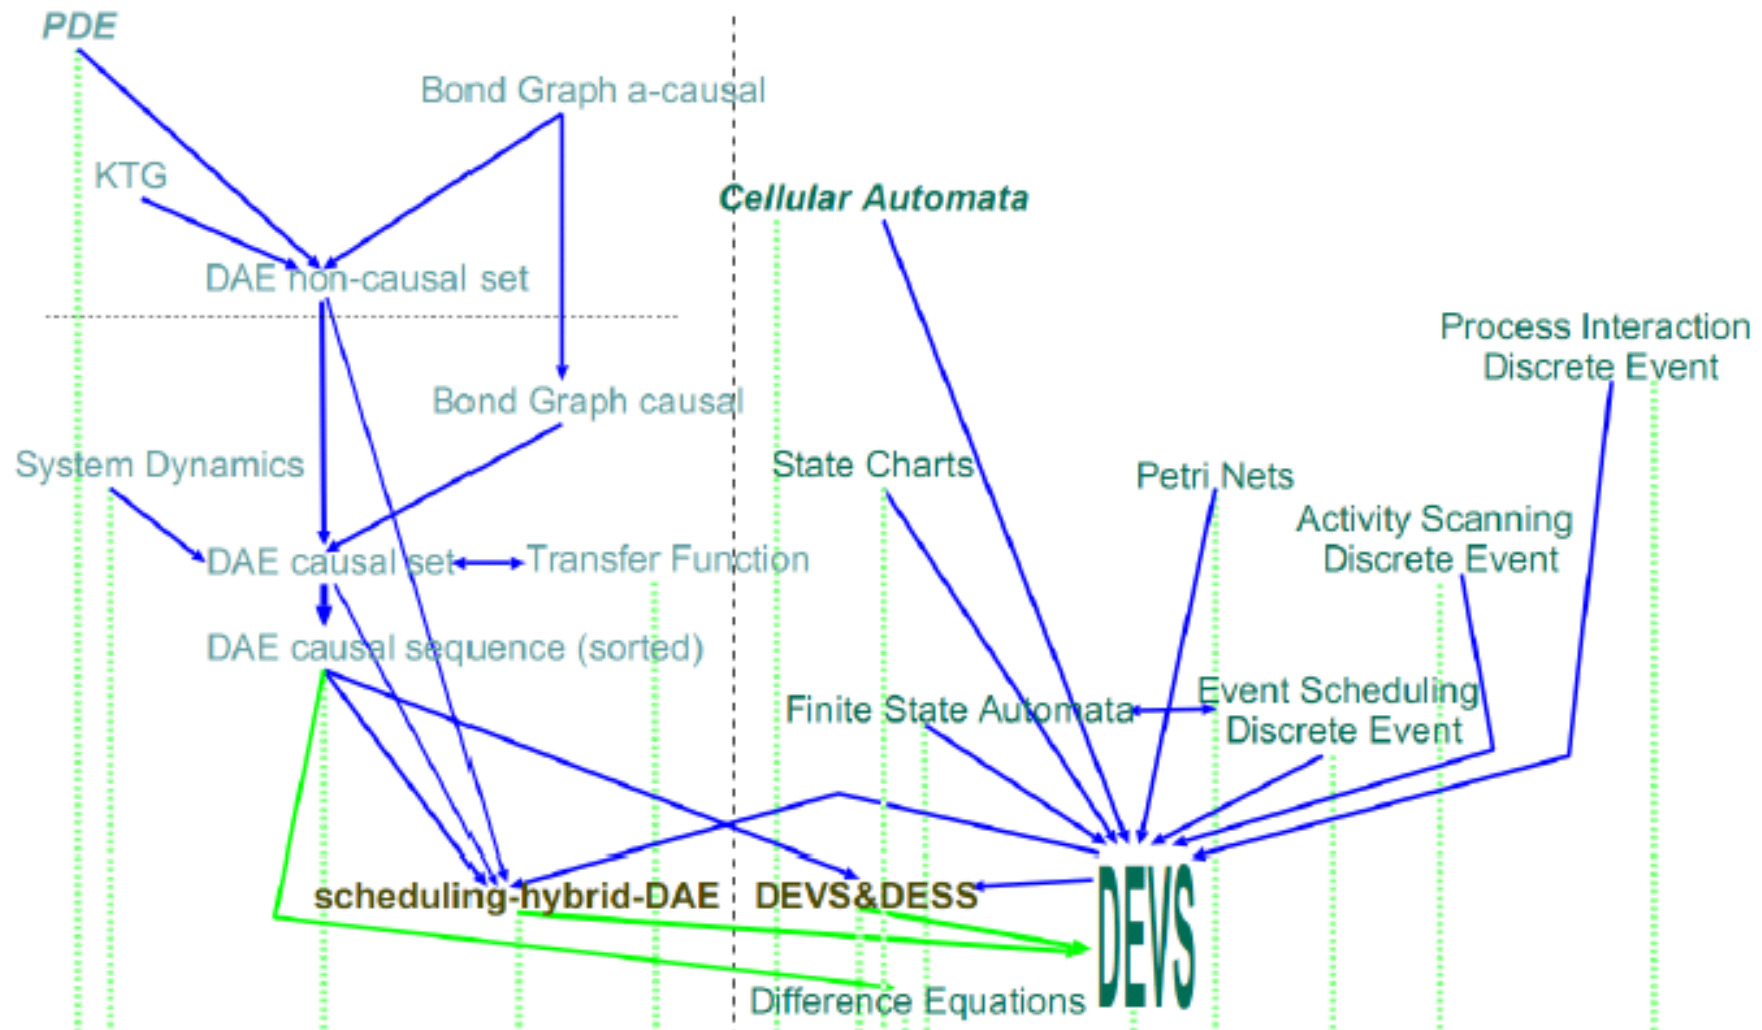 PDE
Bond Graph a-causal
KTG
Cellular Automata
DAE non-causal set
Process Interaction
Discrete Event
Bond Graph causal
System Dynamics
State Charts
Petri Nets
Activity Scanning
Discrete Event
DAE causal set
Transfer Function
DAE causal sequence (sorted)
Finite State Automata
Event Scheduling
Discrete Event
scheduling-hybrid-DAE
DEVS&DESS
DEVS
Difference Equations